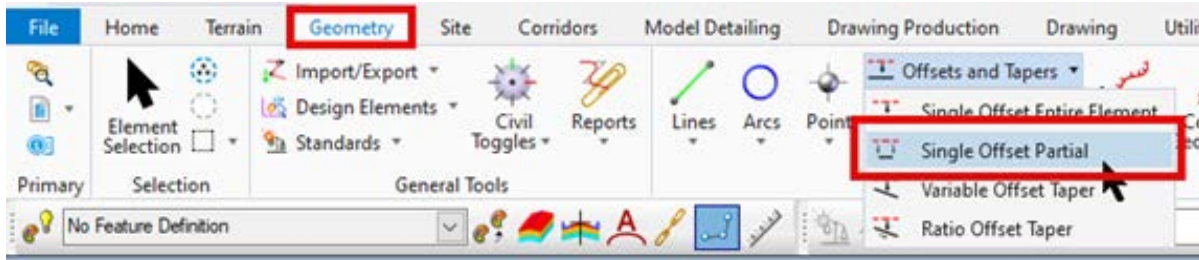 File Home Terrain Geometry Site Corridors Model Detailing Drawing Production Drawing
Import/Export Offsets and Tapers
Design Elements Single Offset Entire Element
Element Selection Civil Toggles Reports Lines Arcs
Standards Single Offset Partial
Primary Selection General Tools Variable Offset Taper
No Feature Definition Ratio Offset Taper